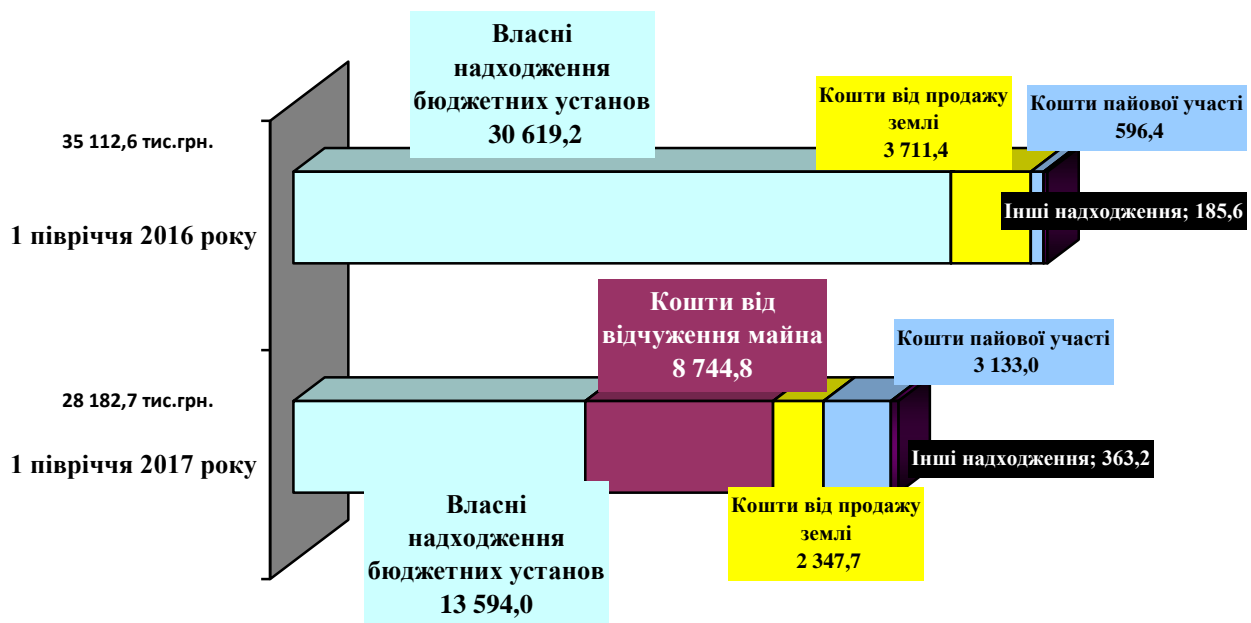 Власні
надходження
бюджетних установ
30 619,2
Кошти від продажу
землі
3 711,4
Кошти пайової участі
596,4
35 112,6 тис.грн.
Інші надходження; 185,6
1 півріччя 2016 року
Кошти від
відчуження майна
8 744,8
Кошти пайової участі
3 133,0
28 182,7 тис.грн.
Інші надходження; 363,2
1 півріччя 2017 року
Власні
надходження
бюджетних установ
13 594,0
Кошти від продажу
землі
2 347,7